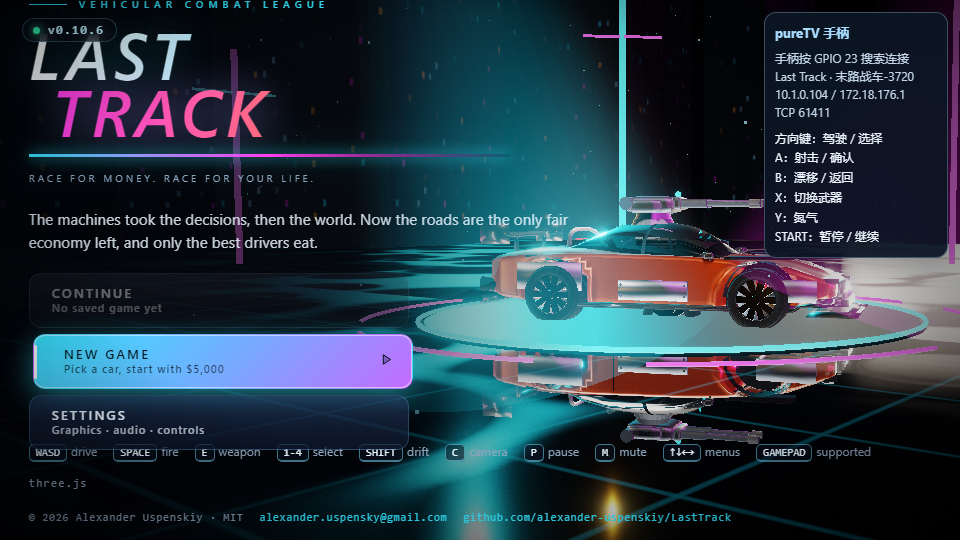 VEHICULAR COMBAT LEAGUE
v0.10.6
LAST
TRACK
RACE FOR MONEY. RACE FOR YOUR LIFE.
The machines took the decisions, then the world. Now the roads are the only fair
economy left, and only the best drivers eat.
CONTINUE
No saved game yet
NEW GAME
Pick a car, start with $5,000
SETTINGS
Graphics · audio · controls
WASD drive SPACE fire E weapon 1-4 select SHIFT drift C camera P pause M mute ↑↓←→ menus GAMEPAD supported
three.js
© 2026 Alexander Uspenskiy · MIT alexander.uspensky@gmail.com github.com/alexander-uspenskiy/LastTrack
pureTV 手柄
手柄按 GPIO 23 搜索连接
Last Track · 末路战车-3720
10.1.0.104 / 172.18.176.1
TCP 61411
方向键：驾驶 / 选择
A：射击 / 确认
B：漂移 / 返回
X：切换武器
Y：氮气
START：暂停 / 继续